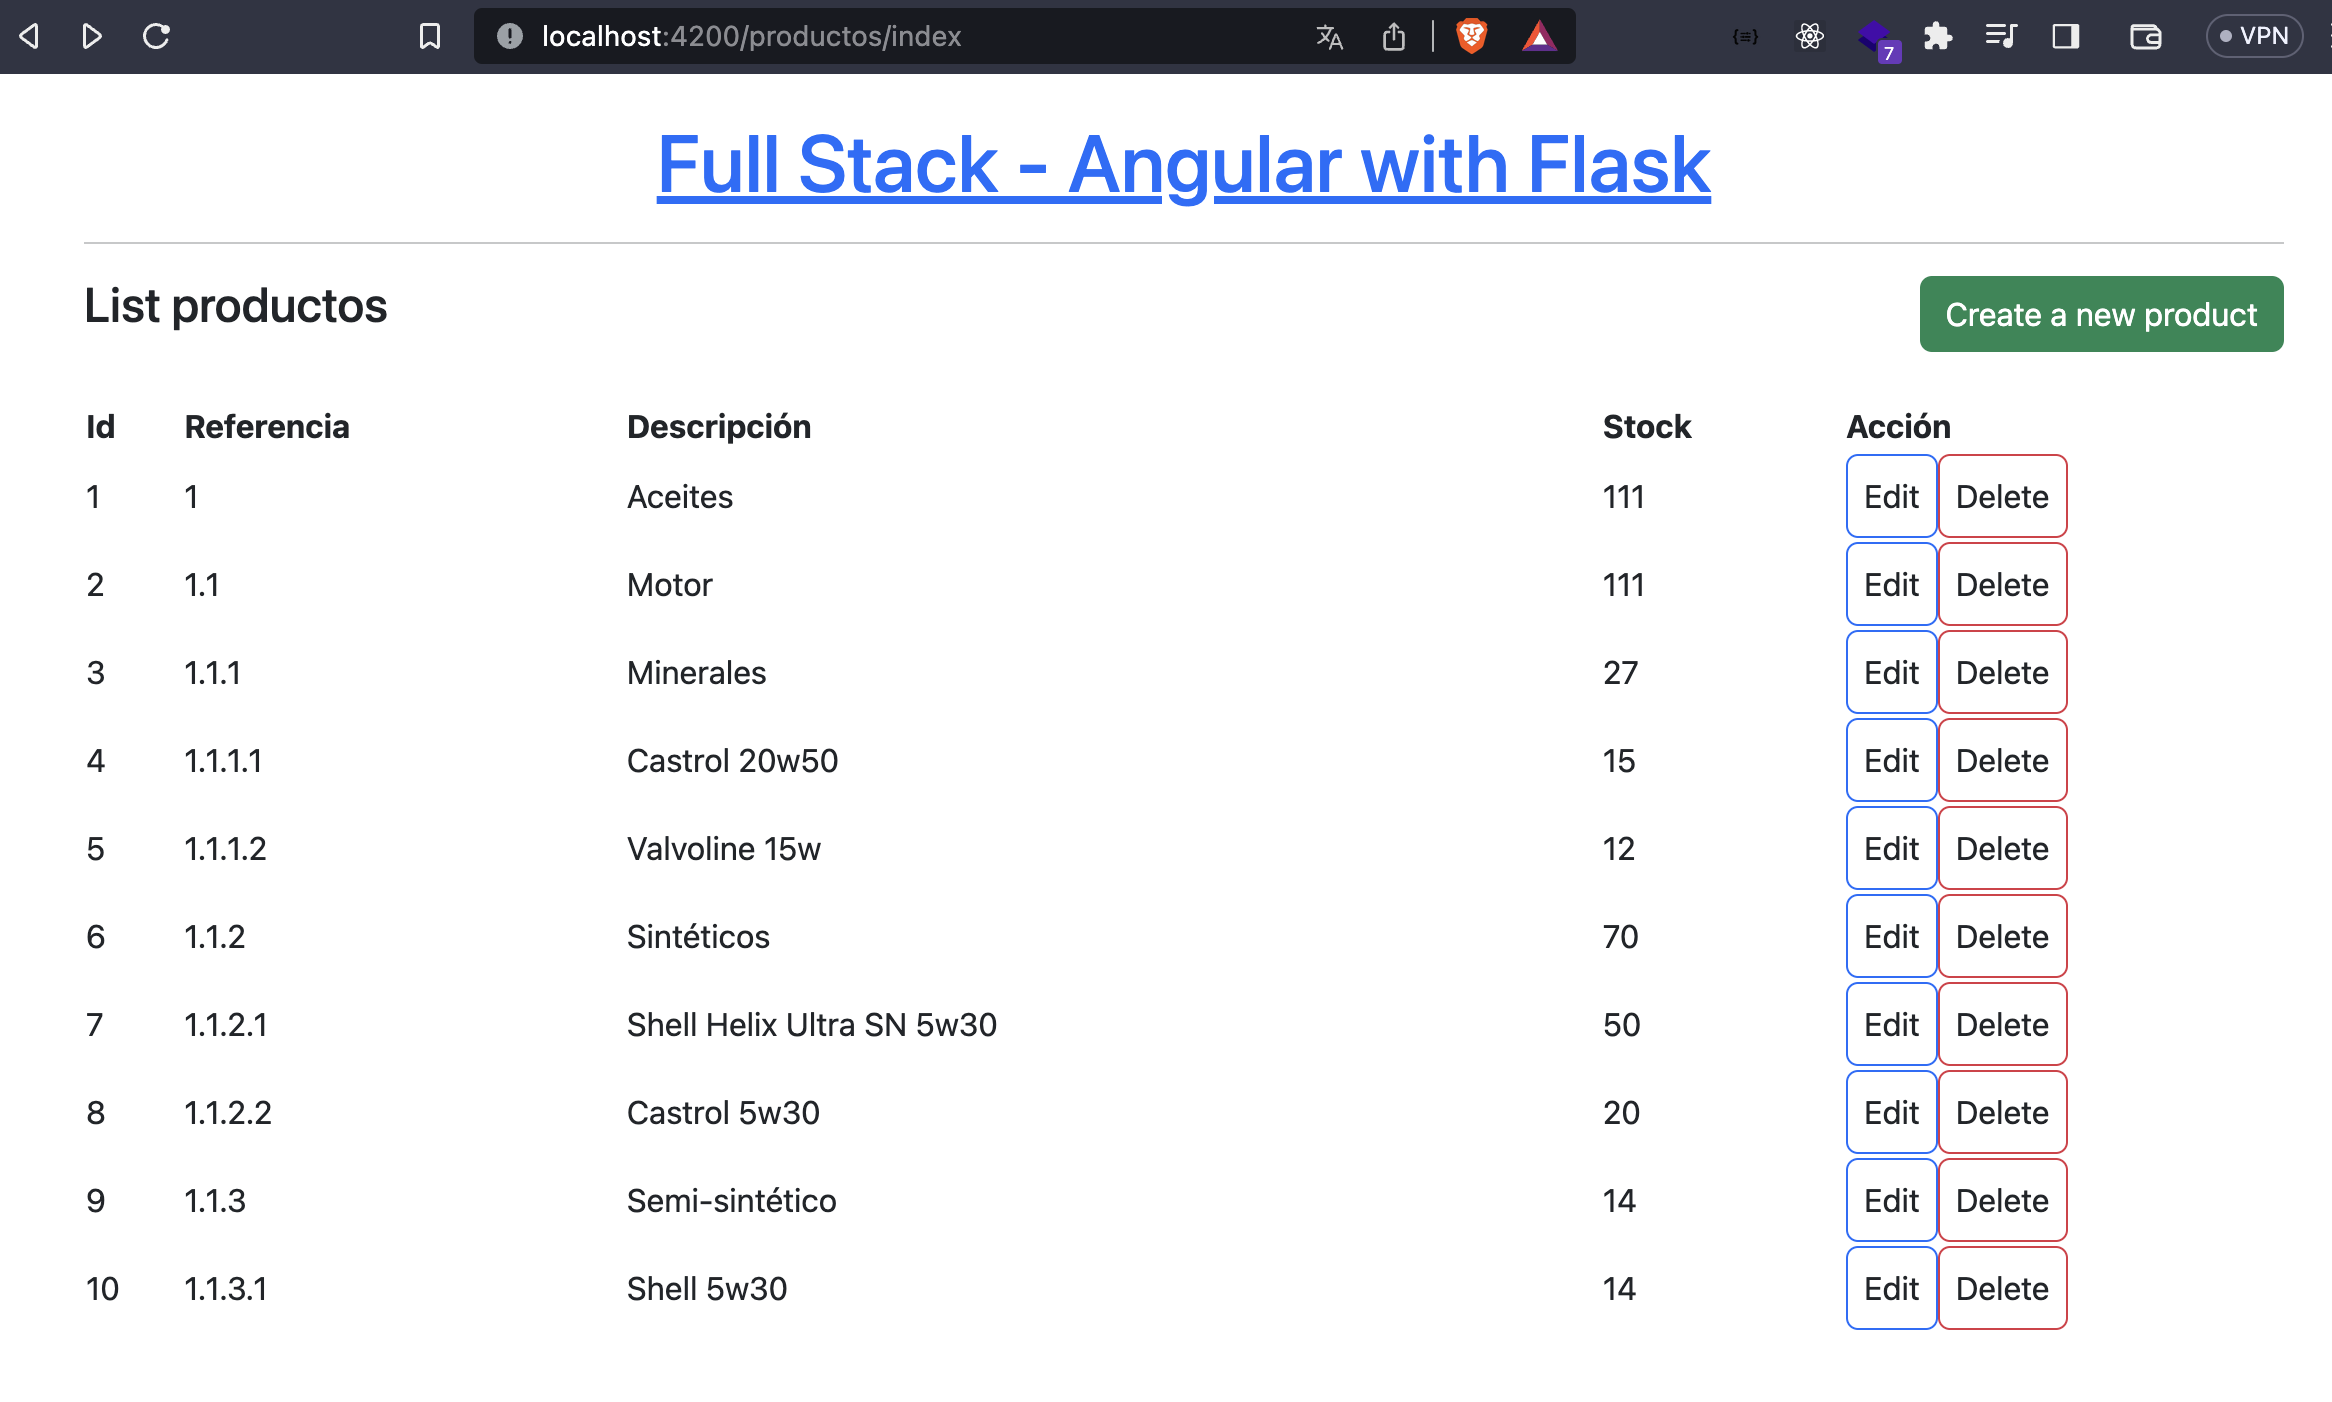 localhost:4200/productos/index
7
VPN
Full Stack - Angular with Flask
List productos
Create a new product
Id Referencia Descripción Stock Acción
1 1 Aceites 111 Edit Delete
2 1.1 Motor 111 Edit Delete
3 1.1.1 Minerales 27 Edit Delete
4 1.1.1.1 Castrol 20w50 15 Edit Delete
5 1.1.1.2 Valvoline 15w 12 Edit Delete
6 1.1.2 Sintéticos 70 Edit Delete
7 1.1.2.1 Shell Helix Ultra SN 5w30 50 Edit Delete
8 1.1.2.2 Castrol 5w30 20 Edit Delete
9 1.1.3 Semi-sintético 14 Edit Delete
10 1.1.3.1 Shell 5w30 14 Edit Delete